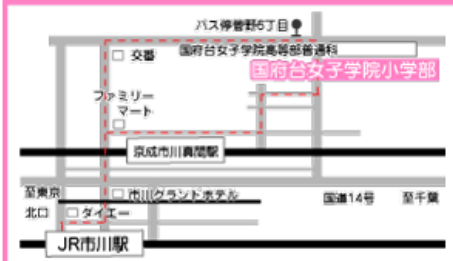 バス停菅野6丁目
交番
国府台女子学院高等部普通科
国府台女子学院小学部
ファミリー
マート
京成市川真間駅
至東京
市川グランドホテル
国道14号
至千葉
北口
ダイエー
JR市川駅